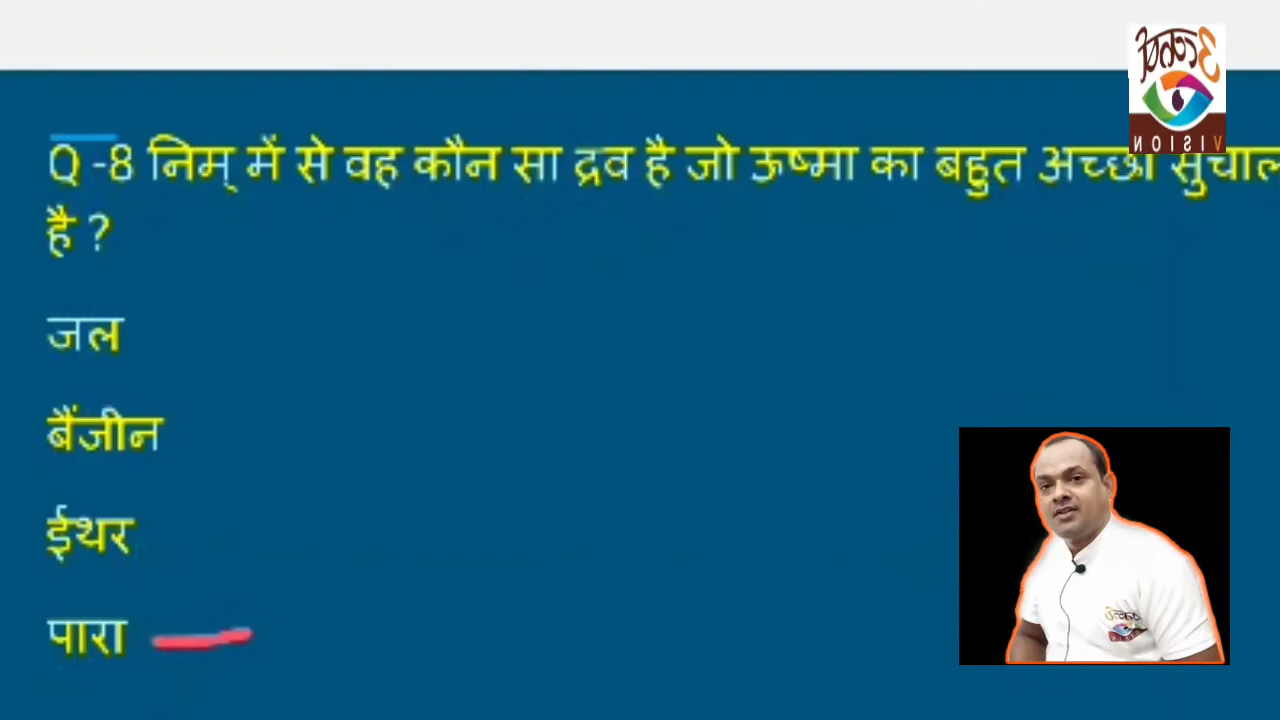 Q -8 निम् में से वह कौन सा द्रव है जो ऊष्मा का बहुत अच्छा
है ?
जल
बैंजीन
ईथर
पारा